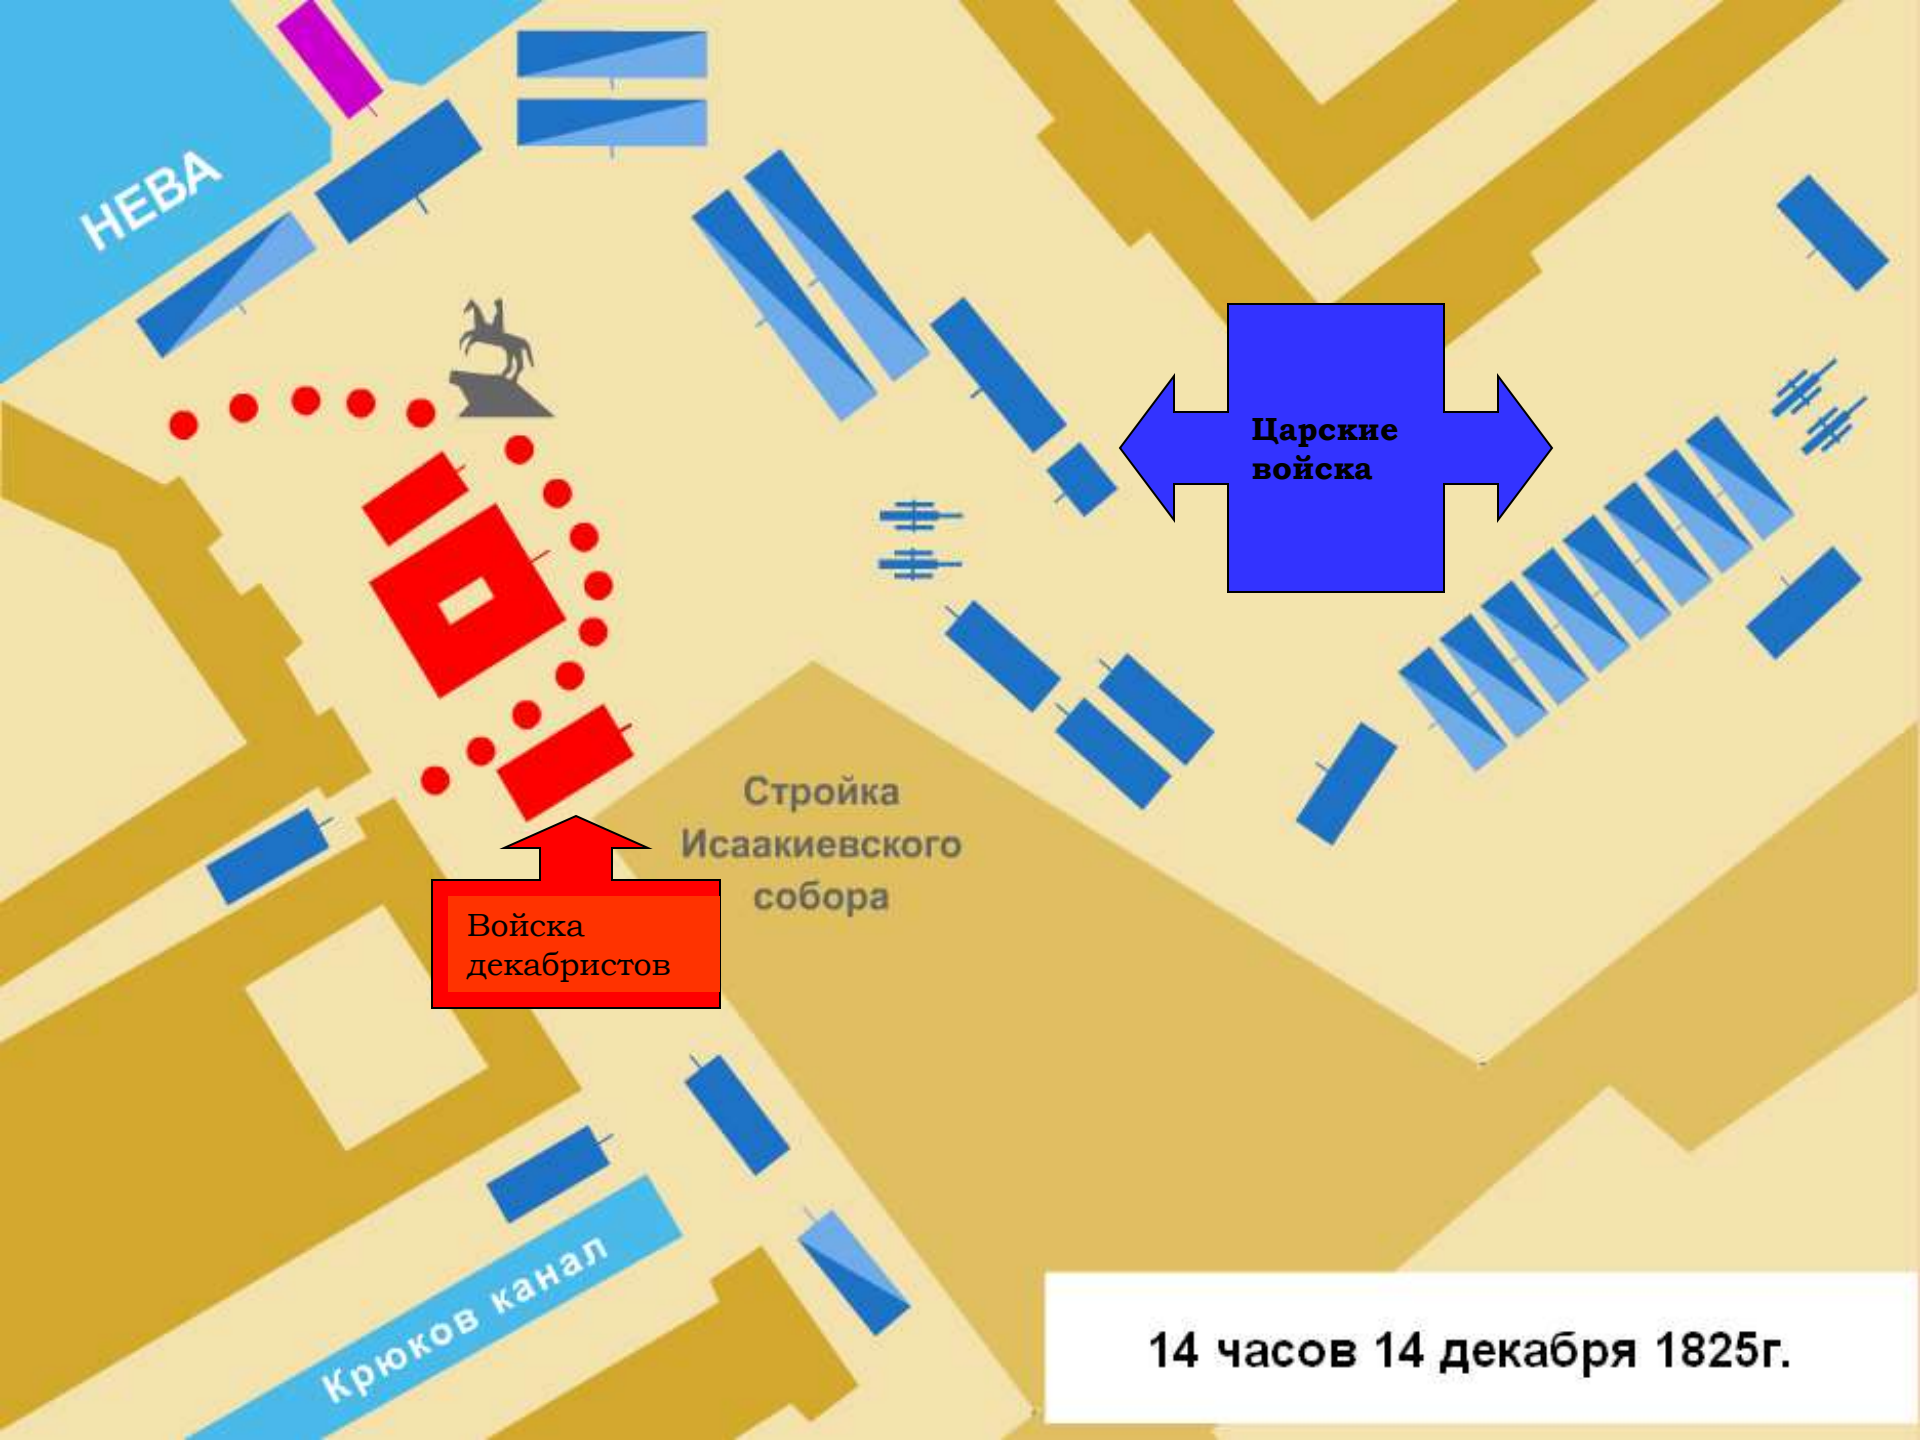 НЕВА
Царские
войска
Стройка
Исаакиевского
собора
Войска
декабристов
Крюков канал
14 часов 14 декабря 1825г.